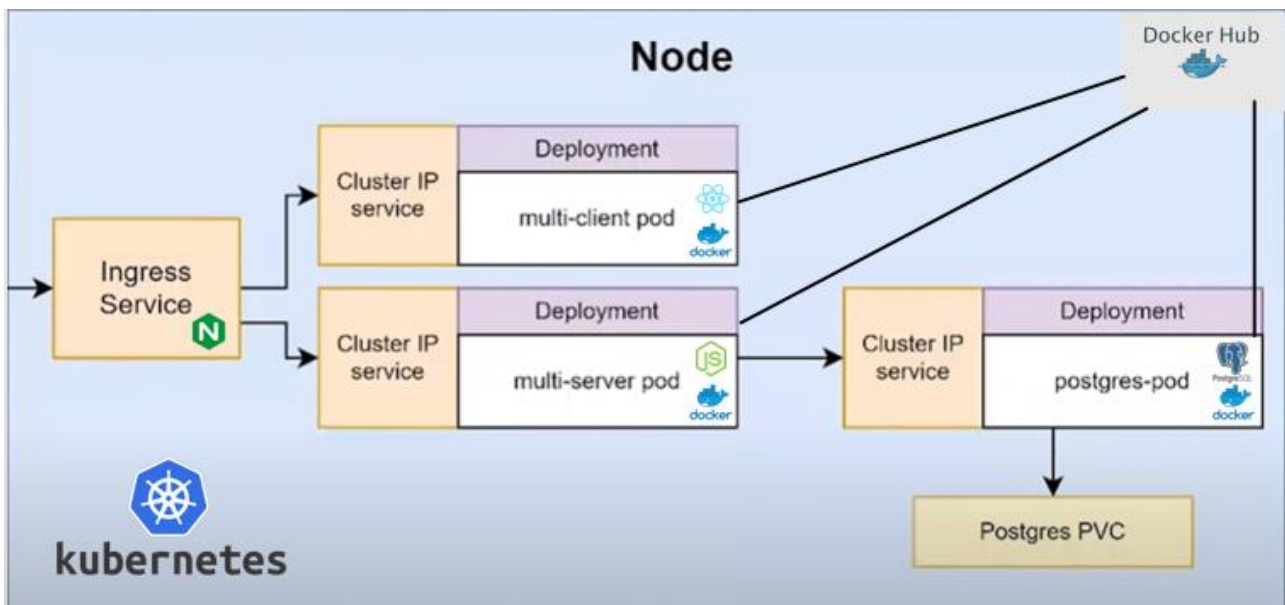 Node
Docker Hub
Deployment
Cluster IP
service
multi-client pod
docker
Ingress
Service
N
Deployment
Cluster IP
service
JS
multi-server pod
docker
Deployment
Cluster IP
service
PostgreSQL
postgres-pod
docker
Postgres PVC
kubernetes